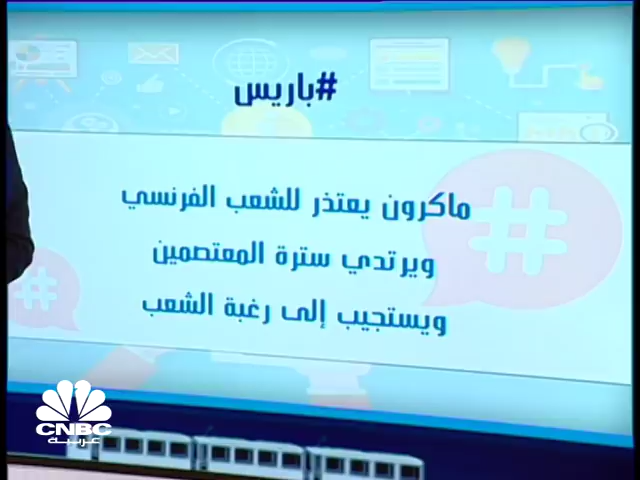 #باريس
ماكرون يعتذر للشعب الفرنسي
ويرتدي سترة المعتصمين
ويستجيب إلى رغبة الشعب
CNBC
عربية